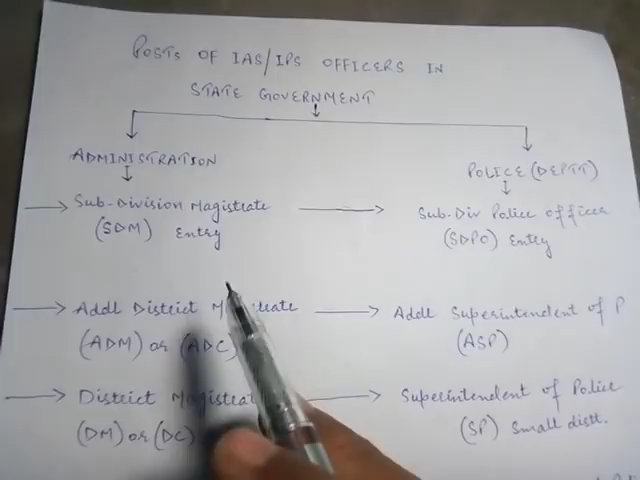 POSTS OF IAS/IPS OFFICERS IN
STATE GOVERNMENT
ADMINISTRATION
POLICE (DEPTT)
Sub-Division Magistrate
(SDM) Entry
Sub.Div Police officer
(SDPO) Entry
Addl District
Addl Superintendent of P
(ADM) or (ADC)
(ASP)
District Magistrat
Superintendent of Police
(DM) or (DC)
(SP) Small distt.